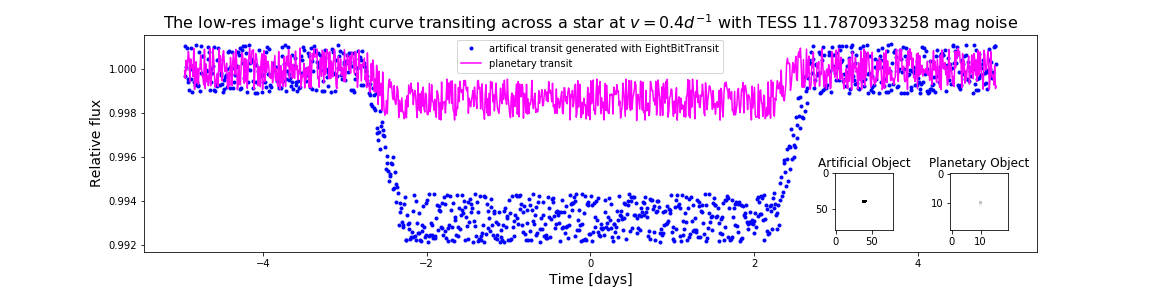 The low-res image's light curve transiting across a star at v = 0.4d⁻¹ with TESS 11.7870933258 mag noise
artifical transit generated with EightBitTransit
planetary transit
Relative flux
1.000
0.998
0.996
0.994
0.992
Artificial Object
0
50
0 50
Planetary Object
0
10
0 10
−4 −2 0 2 4
Time [days]